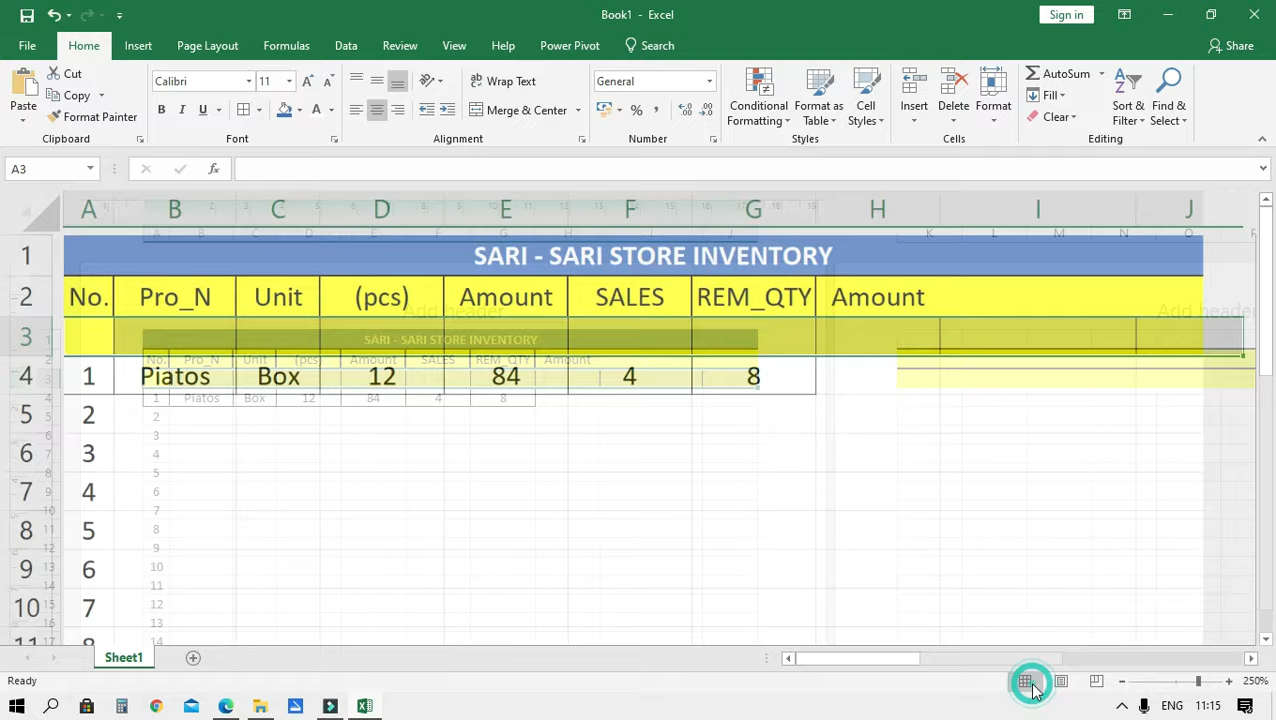 Book1 - Excel
Sign in
File Home Insert Page Layout Formulas Data Review View Help Power Pivot Search Share
Cut
Copy
Format Painter
Paste
Clipboard
Calibri 11
B I U
Font
Wrap Text
Merge & Center
Alignment
General
%
Number
Conditional Formatting
Format as Table
Cell Styles
Styles
Insert
Delete
Format
Cells
AutoSum
Fill
Clear
Sort & Filter
Find & Select
Editing
A3
fx
A B C D E F G H I J
1 SARI - SARI STORE INVENTORY
2 No. Pro_N Unit (pcs) Amount SALES REM_QTY Amount
3
4 1 Piatos Box 12 84 4 8
5 2
6 3
7 4
8 5
9 6
10 7
11 8
Add header
SARI - SARI STORE INVENTORY
No. Pro_N Unit (pcs) Amount SALES REM_QTY Amount
1 Piatos Box 12 84 4 8
2
3
4
5
6
7
8
9
10
11
12
13
14
Sheet1
Ready
250%
ENG 11:15